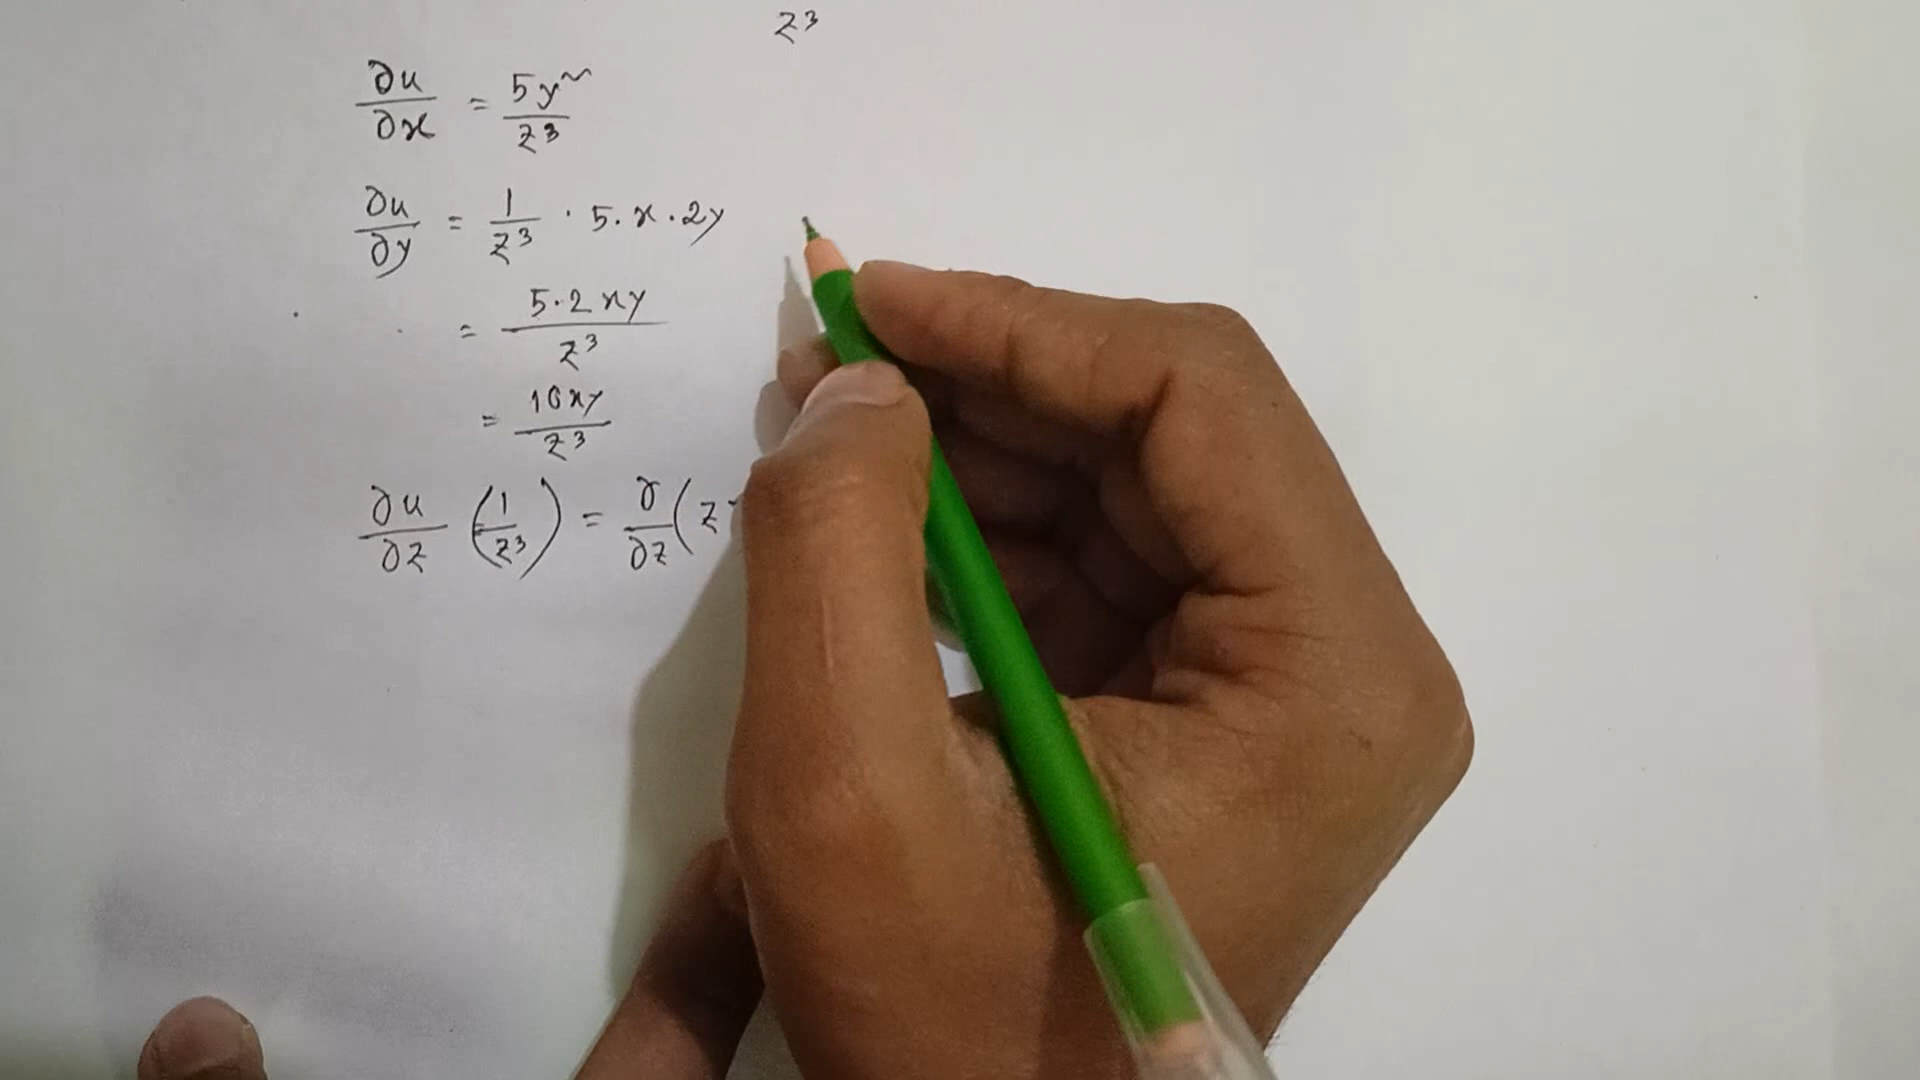 z³
∂u/∂x = 5y²/z³
∂u/∂y = 1/z³ · 5.x.2y
= 5.2xy/z³
= 10xy/z³
∂u/∂z (1/z³) = ∂/∂z (z